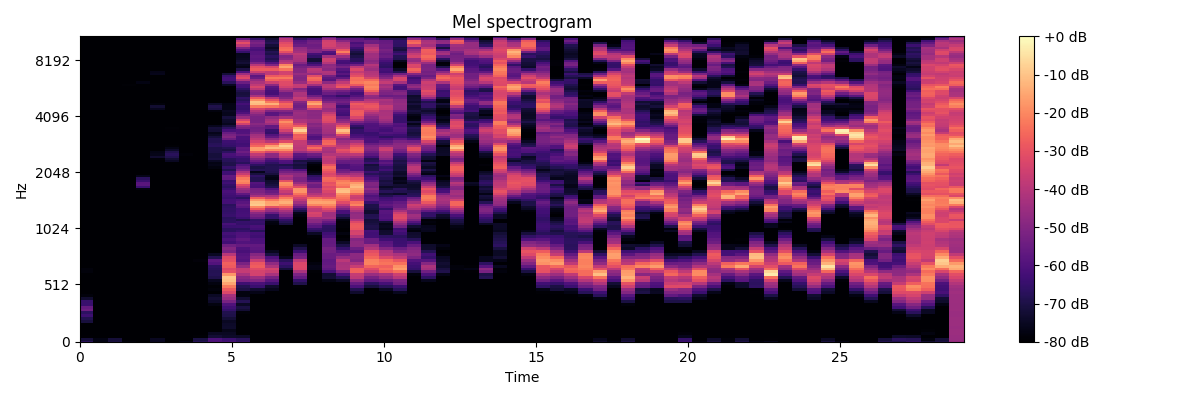 Mel spectrogram
8192
4096
2048
1024
512
0
Hz
0 5 10 15 20 25
Time
+0 dB
-10 dB
-20 dB
-30 dB
-40 dB
-50 dB
-60 dB
-70 dB
-80 dB